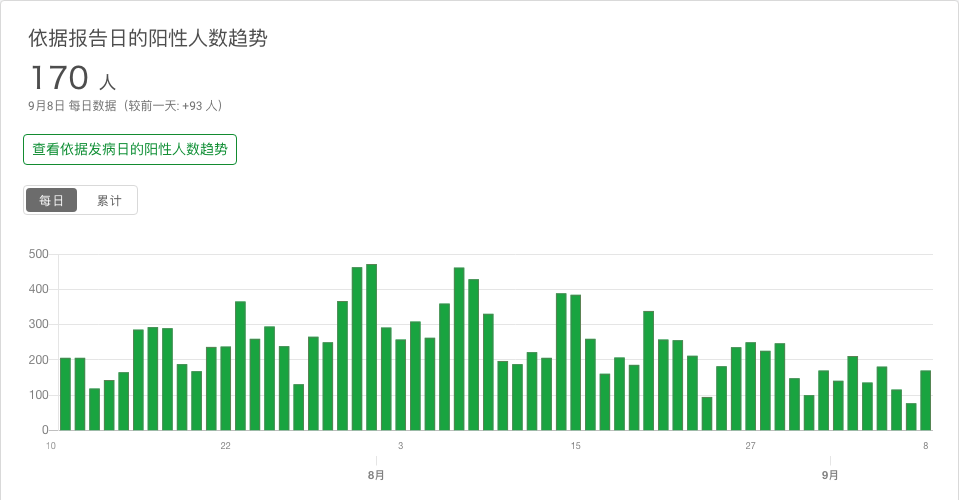 依据报告日的阳性人数趋势
170 人
9月8日 每日数据（较前一天: +93 人）
查看依据发病日的阳性人数趋势
每日 累计
500
400
300
200
100
0
10 22 3 15 27 8
8月 9月